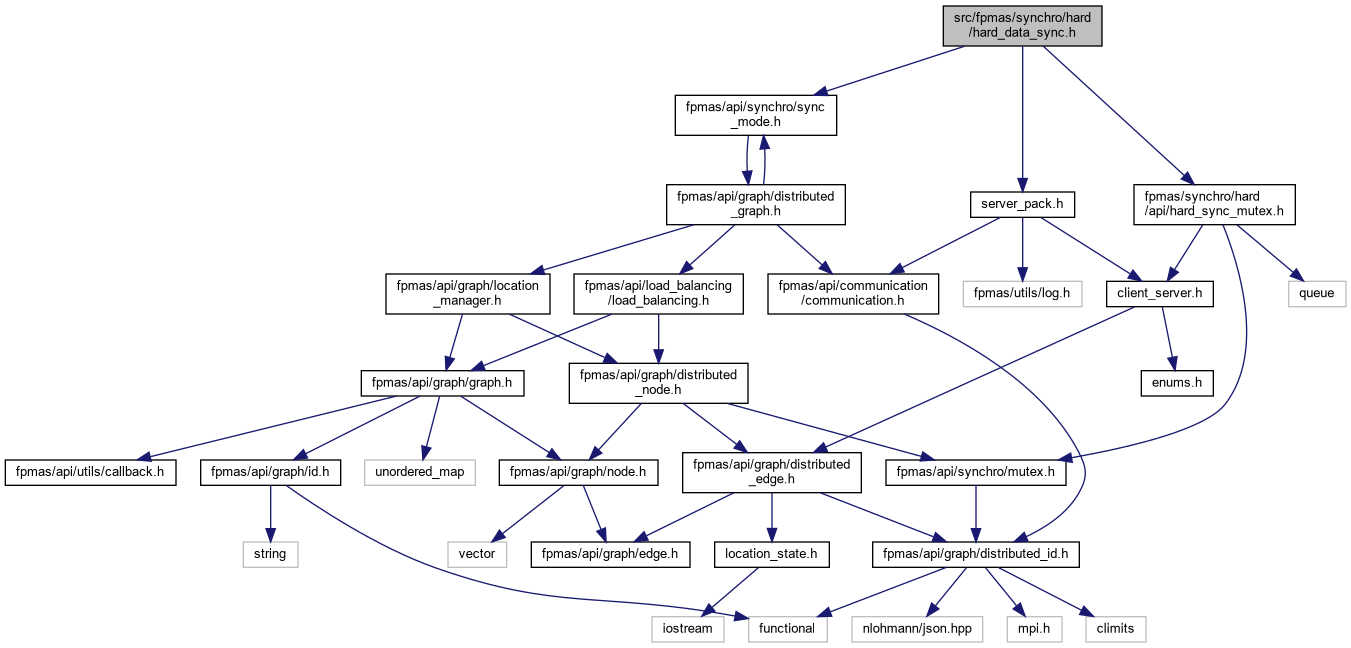 src/fpmas/synchro/hard
/hard_data_sync.h
fpmas/api/synchro/sync
_mode.h
fpmas/api/graph/distributed
_graph.h
server_pack.h
fpmas/synchro/hard
/api/hard_sync_mutex.h
fpmas/api/graph/location
_manager.h
fpmas/api/load_balancing
/load_balancing.h
fpmas/api/communication
/communication.h
fpmas/utils/log.h
client_server.h
queue
fpmas/api/graph/graph.h
fpmas/api/graph/distributed
_node.h
enums.h
fpmas/api/utils/callback.h
fpmas/api/graph/id.h
unordered_map
fpmas/api/graph/node.h
fpmas/api/graph/distributed
_edge.h
fpmas/api/synchro/mutex.h
string
vector
fpmas/api/graph/edge.h
location_state.h
fpmas/api/graph/distributed_id.h
iostream
functional
nlohmann/json.hpp
mpi.h
climits